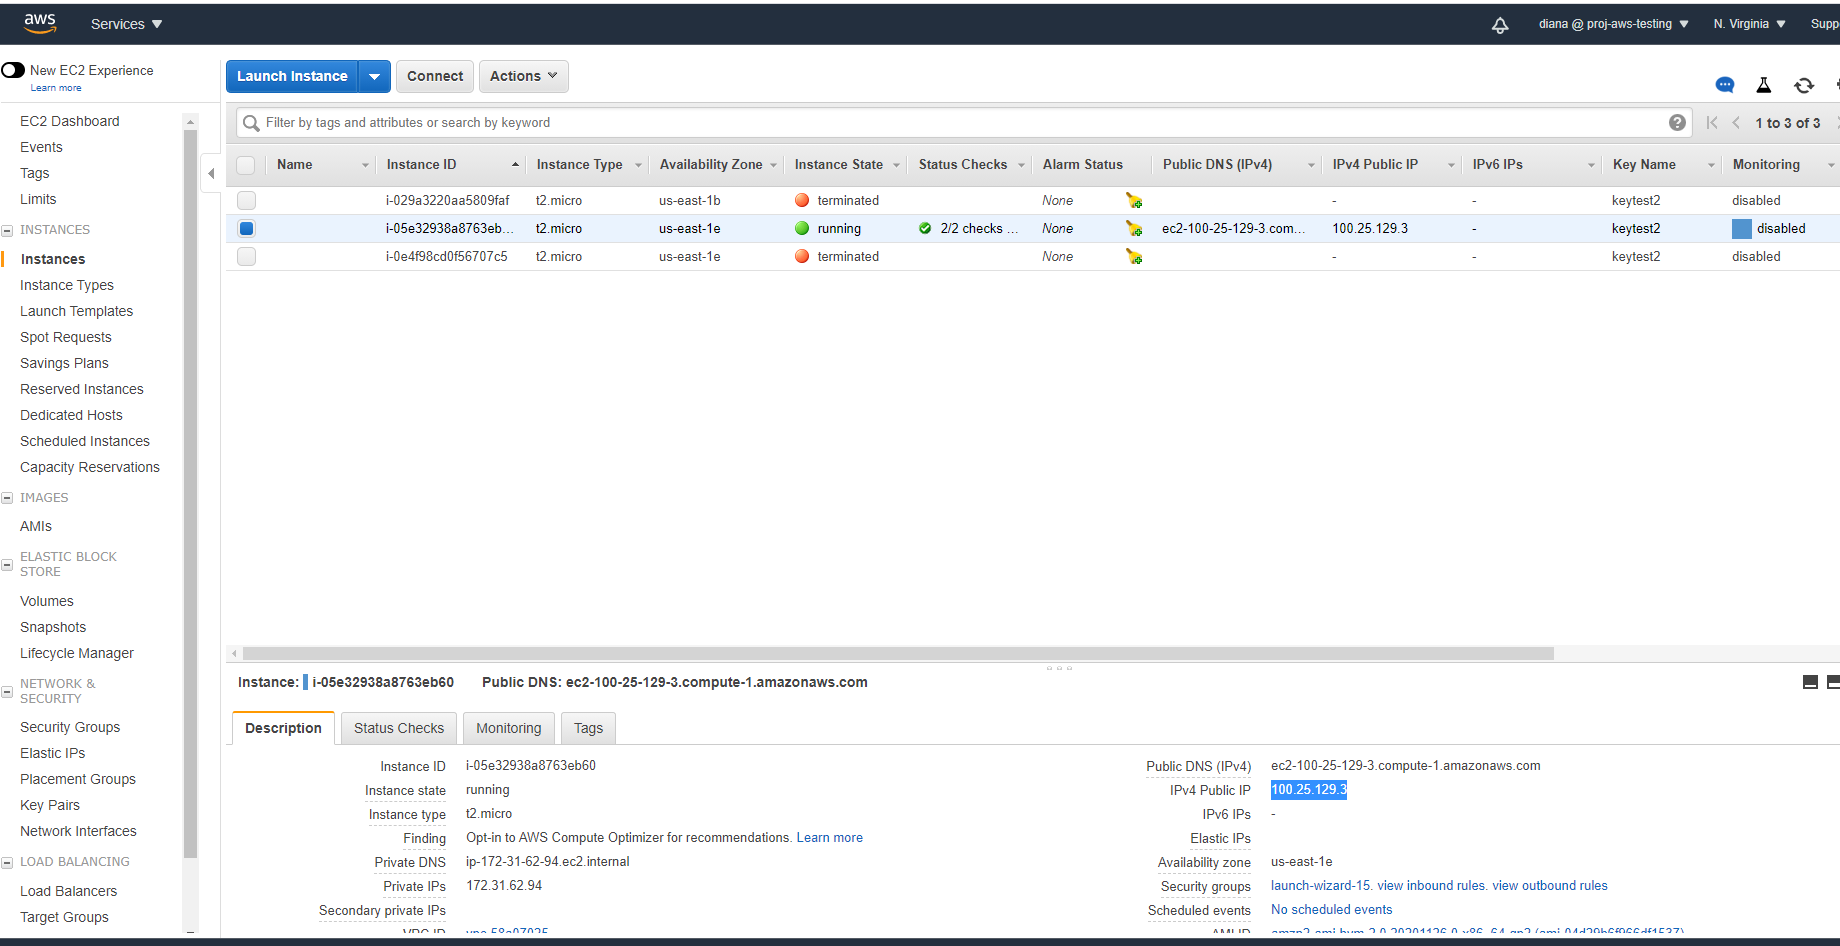 aws Services diana @ proj-aws-testing N. Virginia Supp
New EC2 Experience
Learn more
Launch Instance Connect Actions
Filter by tags and attributes or search by keyword 1 to 3 of 3
EC2 Dashboard
Events
Tags
Limits
INSTANCES
Instances
Instance Types
Launch Templates
Spot Requests
Savings Plans
Reserved Instances
Dedicated Hosts
Scheduled Instances
Capacity Reservations
IMAGES
AMIs
ELASTIC BLOCK
STORE
Volumes
Snapshots
Lifecycle Manager
NETWORK &
SECURITY
Security Groups
Elastic IPs
Placement Groups
Key Pairs
Network Interfaces
LOAD BALANCING
Load Balancers
Target Groups
Name Instance ID Instance Type Availability Zone Instance State Status Checks Alarm Status Public DNS (IPv4) IPv4 Public IP IPv6 IPs Key Name Monitoring
i-029a3220aa5809faf t2.micro us-east-1b terminated None - - keytest2 disabled
i-05e32938a8763eb... t2.micro us-east-1e running 2/2 checks ... None ec2-100-25-129-3.com... 100.25.129.3 - keytest2 disabled
i-0e4f98cd0f56707c5 t2.micro us-east-1e terminated None - - keytest2 disabled
Instance: i-05e32938a8763eb60 Public DNS: ec2-100-25-129-3.compute-1.amazonaws.com
Description Status Checks Monitoring Tags
Instance ID i-05e32938a8763eb60
Instance state running
Instance type t2.micro
Finding Opt-in to AWS Compute Optimizer for recommendations. Learn more
Private DNS ip-172-31-62-94.ec2.internal
Private IPs 172.31.62.94
Secondary private IPs
VPC ID
Public DNS (IPv4) ec2-100-25-129-3.compute-1.amazonaws.com
IPv4 Public IP 100.25.129.3
IPv6 IPs -
Elastic IPs
Availability zone us-east-1e
Security groups launch-wizard-15. view inbound rules. view outbound rules
Scheduled events No scheduled events
AMI ID